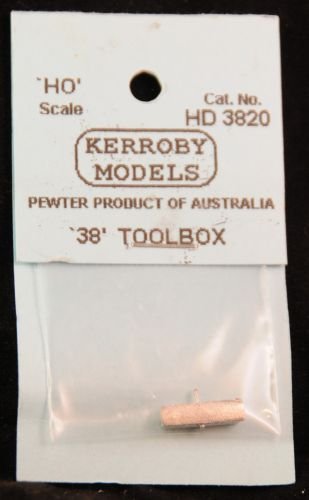 'HO'
Scale
Cat. No.
HD 3820
KERROBY
MODELS
PEWTER PRODUCT OF AUSTRALIA
'38' TOOLBOX